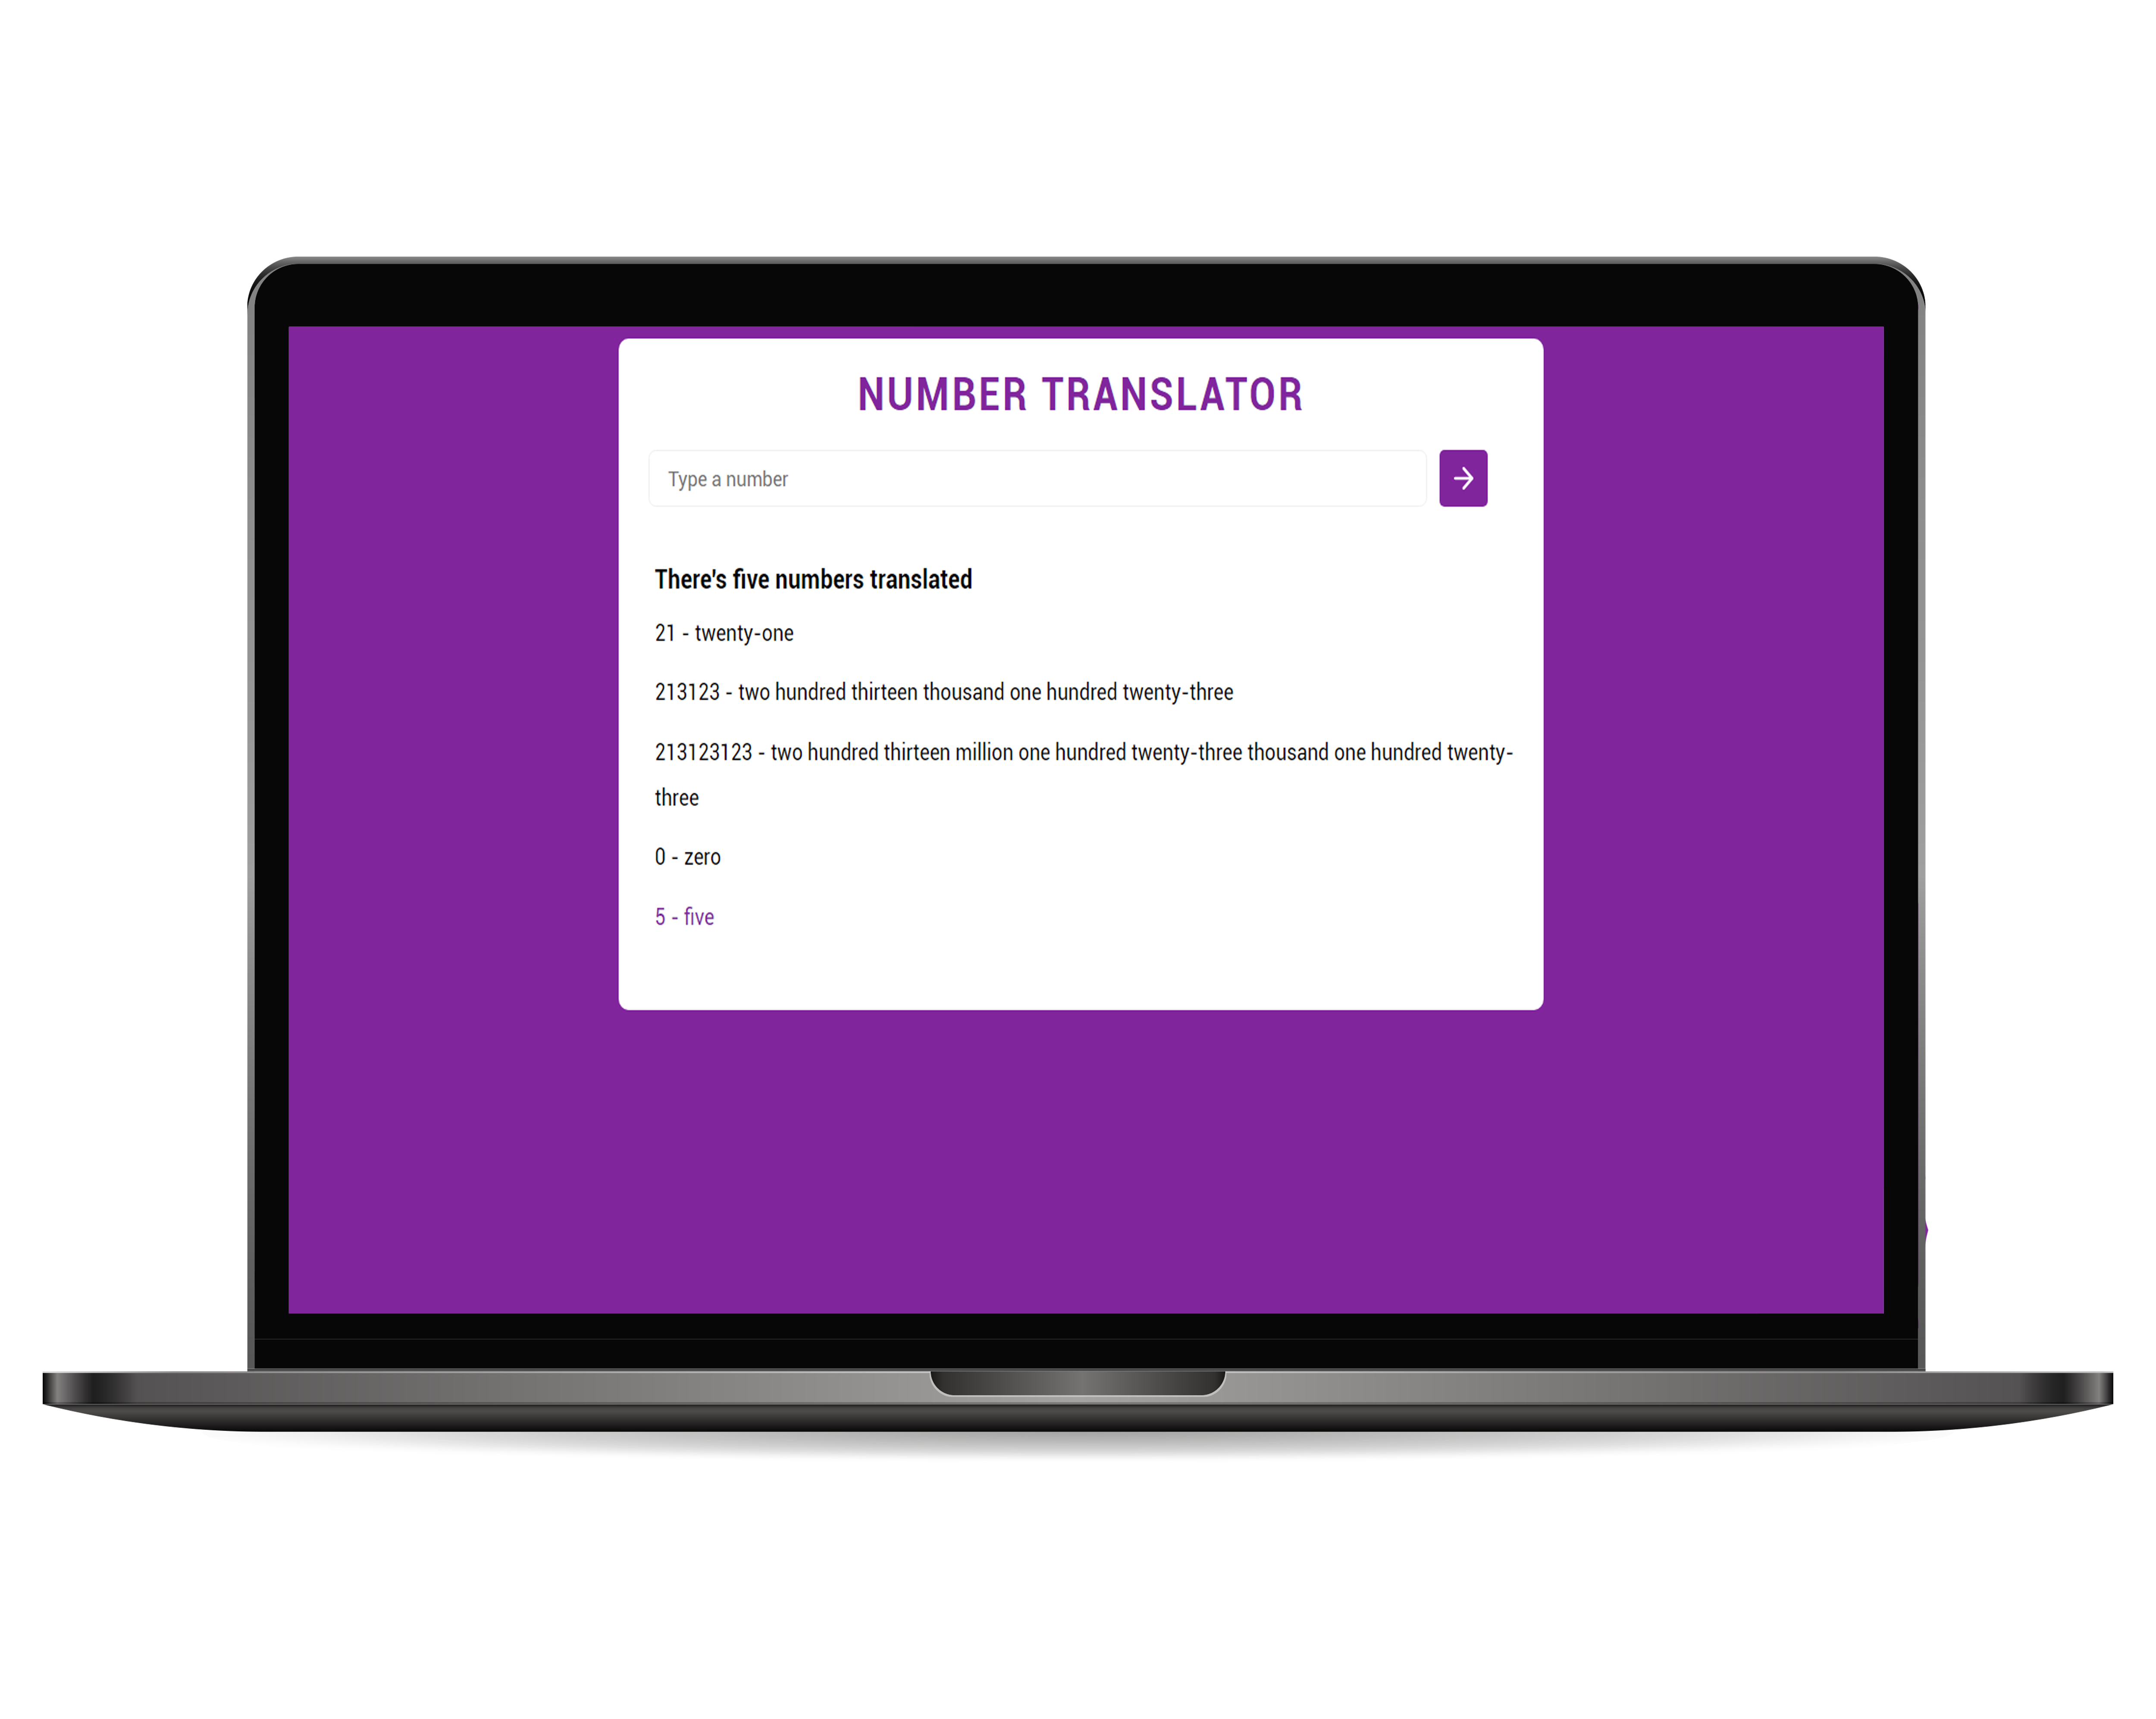 NUMBER TRANSLATOR
Type a number
There's five numbers translated
21 - twenty-one
213123 - two hundred thirteen thousand one hundred twenty-three
213123123 - two hundred thirteen million one hundred twenty-three thousand one hundred twenty-
three
0 - zero
5 - five